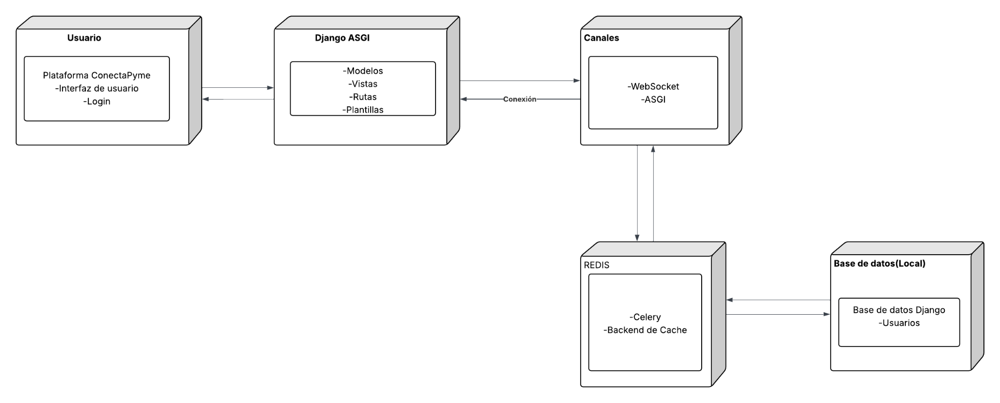 Usuario
Plataforma ConectaPyme
-Interfaz de usuario
-Login
Django ASGI
-Modelos
-Vistas
-Rutas
-Plantillas
Conexión
Canales
-WebSocket
-ASGI
REDIS
-Celery
-Backend de Cache
Base de datos(Local)
Base de datos Django
-Usuarios